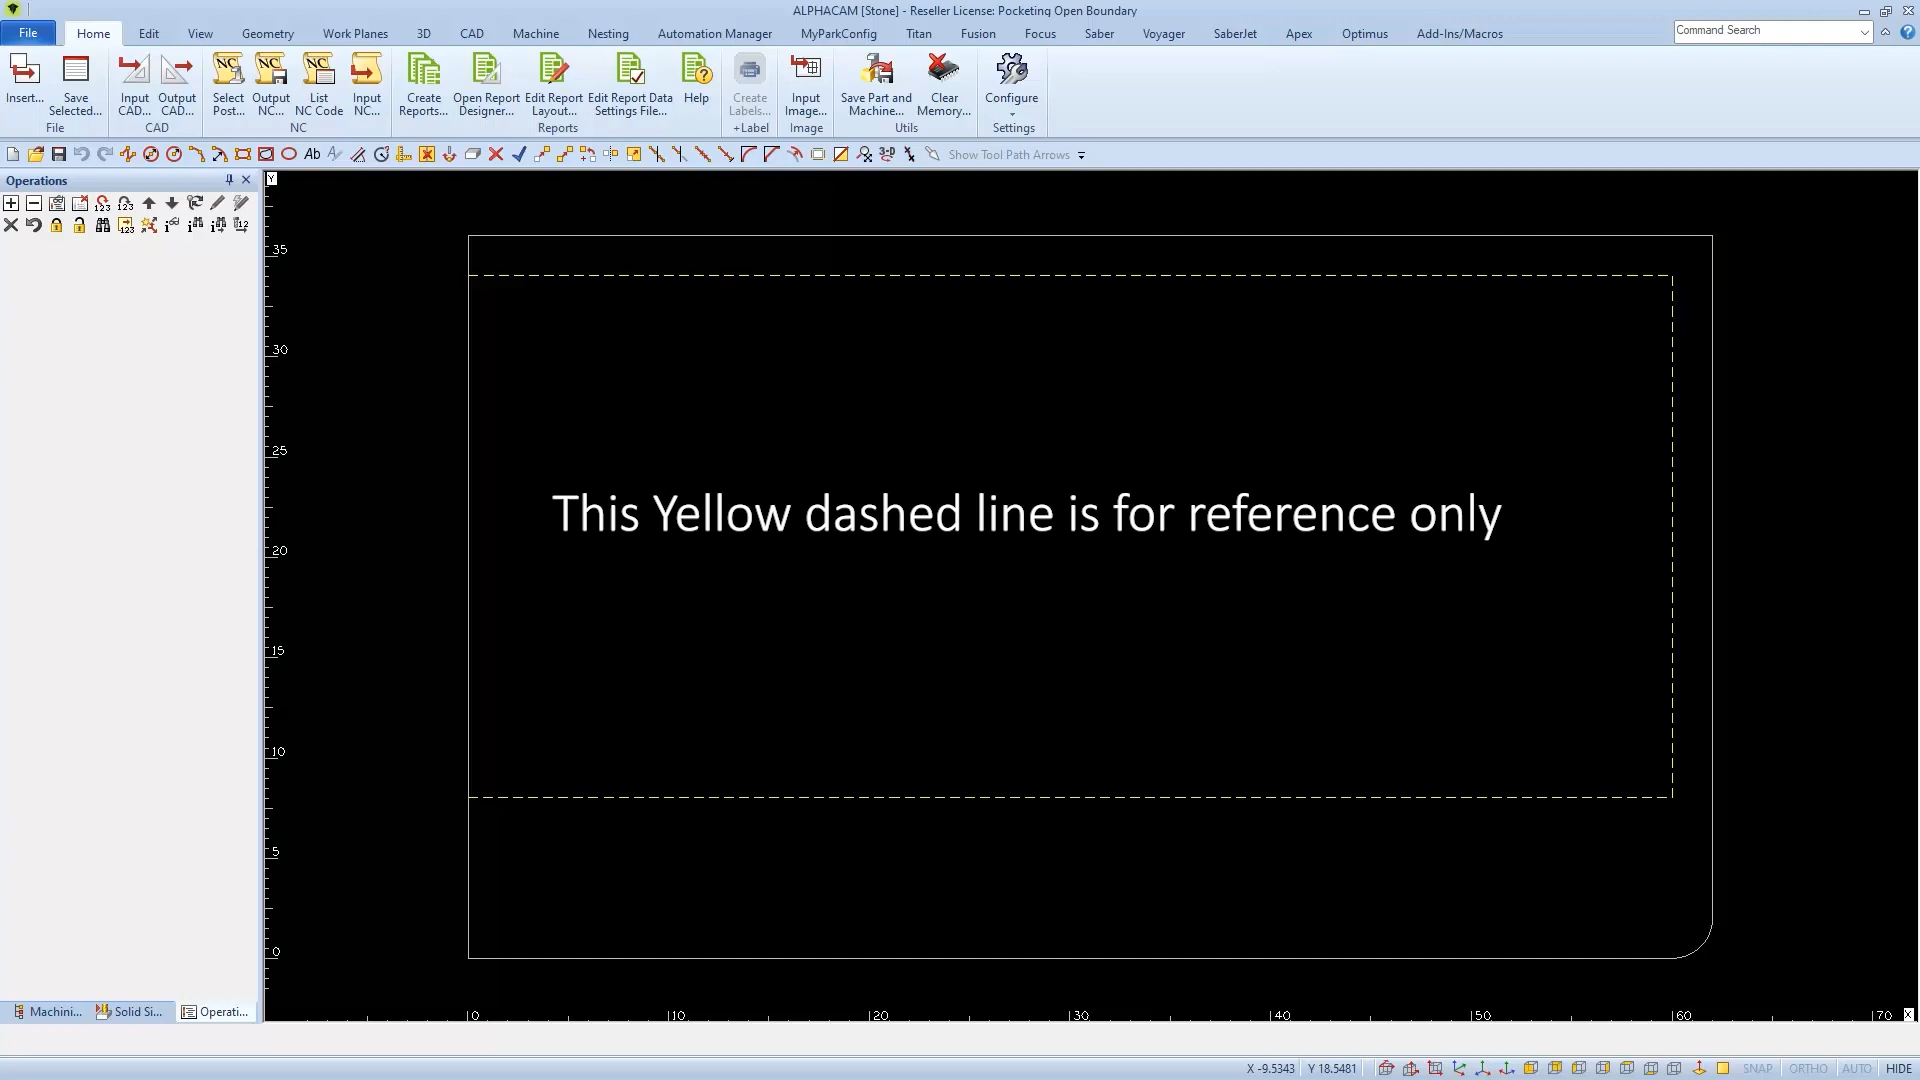 ALPHACAM [Stone] - Reseller License: Pocketing Open Boundary
File Home Edit View Geometry Work Planes 3D CAD Machine Nesting Automation Manager MyParkConfig Titan Fusion Focus Saber Voyager SaberJet Apex Optimus Add-Ins/Macros Command Search
Insert... Save Selected... Input CAD... Output CAD... Select Post... Output NC... List NC Code Input NC... Create Reports... Open Report Designer... Edit Report Layout... Edit Report Data Settings File... Help Create Labels... Input Image... Save Part and Machine... Clear Memory... Configure
File CAD NC Reports +Label Image Utils Settings
Ab 3-D Show Tool Path Arrows
Operations
Y
35
30
25
This Yellow dashed line is for reference only
20
15
10
5
0
Machini... Solid Si... Operati...
0 10 20 30 40 50 60 70 X
X -9.5343 Y 18.5481 SNAP ORTHO AUTO HIDE